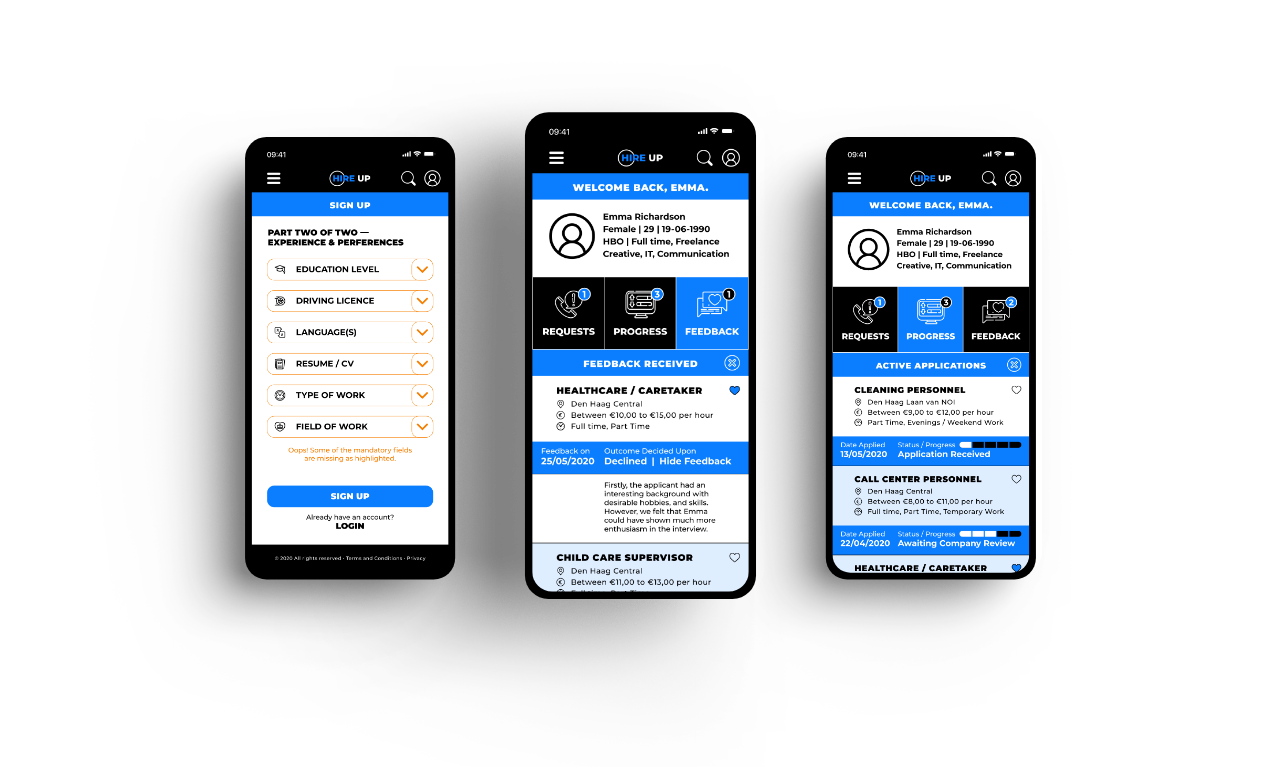 09:41
HIRE UP
SIGN UP
PART TWO OF TWO —
EXPERIENCE & PERFERENCES
EDUCATION LEVEL
DRIVING LICENCE
LANGUAGE(S)
RESUME / CV
TYPE OF WORK
FIELD OF WORK
Oops! Some of the mandatory fields
are missing as highlighted.
SIGN UP
Already have an account?
LOGIN
© 2020 All rights reserved • Terms and Conditions • Privacy
09:41
HIRE UP
WELCOME BACK, EMMA.
Emma Richardson
Female | 29 | 19-06-1990
HBO | Full time, Freelance
Creative, IT, Communication
1
3
1
REQUESTS
PROGRESS
FEEDBACK
FEEDBACK RECEIVED
HEALTHCARE / CARETAKER
Den Haag Central
Between €10,00 to €15,00 per hour
Full time, Part Time
Feedback on
Outcome Decided Upon
25/05/2020
Declined | Hide Feedback
Firstly, the applicant had an
interesting background with
desirable hobbies, and skills.
However, we felt that Emma
could have shown much more
enthusiasm in the interview.
CHILD CARE SUPERVISOR
Den Haag Central
Between €11,00 to €13,00 per hour
Full time, Part Time
09:41
HIRE UP
WELCOME BACK, EMMA.
Emma Richardson
Female | 29 | 19-06-1990
HBO | Full time, Freelance
Creative, IT, Communication
1
3
2
REQUESTS
PROGRESS
FEEDBACK
ACTIVE APPLICATIONS
CLEANING PERSONNEL
Den Haag Laan van NOI
Between €9,00 to €12,00 per hour
Part Time, Evenings / Weekend Work
Date Applied
Status / Progress
13/05/2020
Application Received
CALL CENTER PERSONNEL
Den Haag Central
Between €8,00 to €11,00 per hour
Full time, Part Time, Temporary Work
Date Applied
Status / Progress
22/04/2020
Awaiting Company Review
HEALTHCARE / CARETAKER